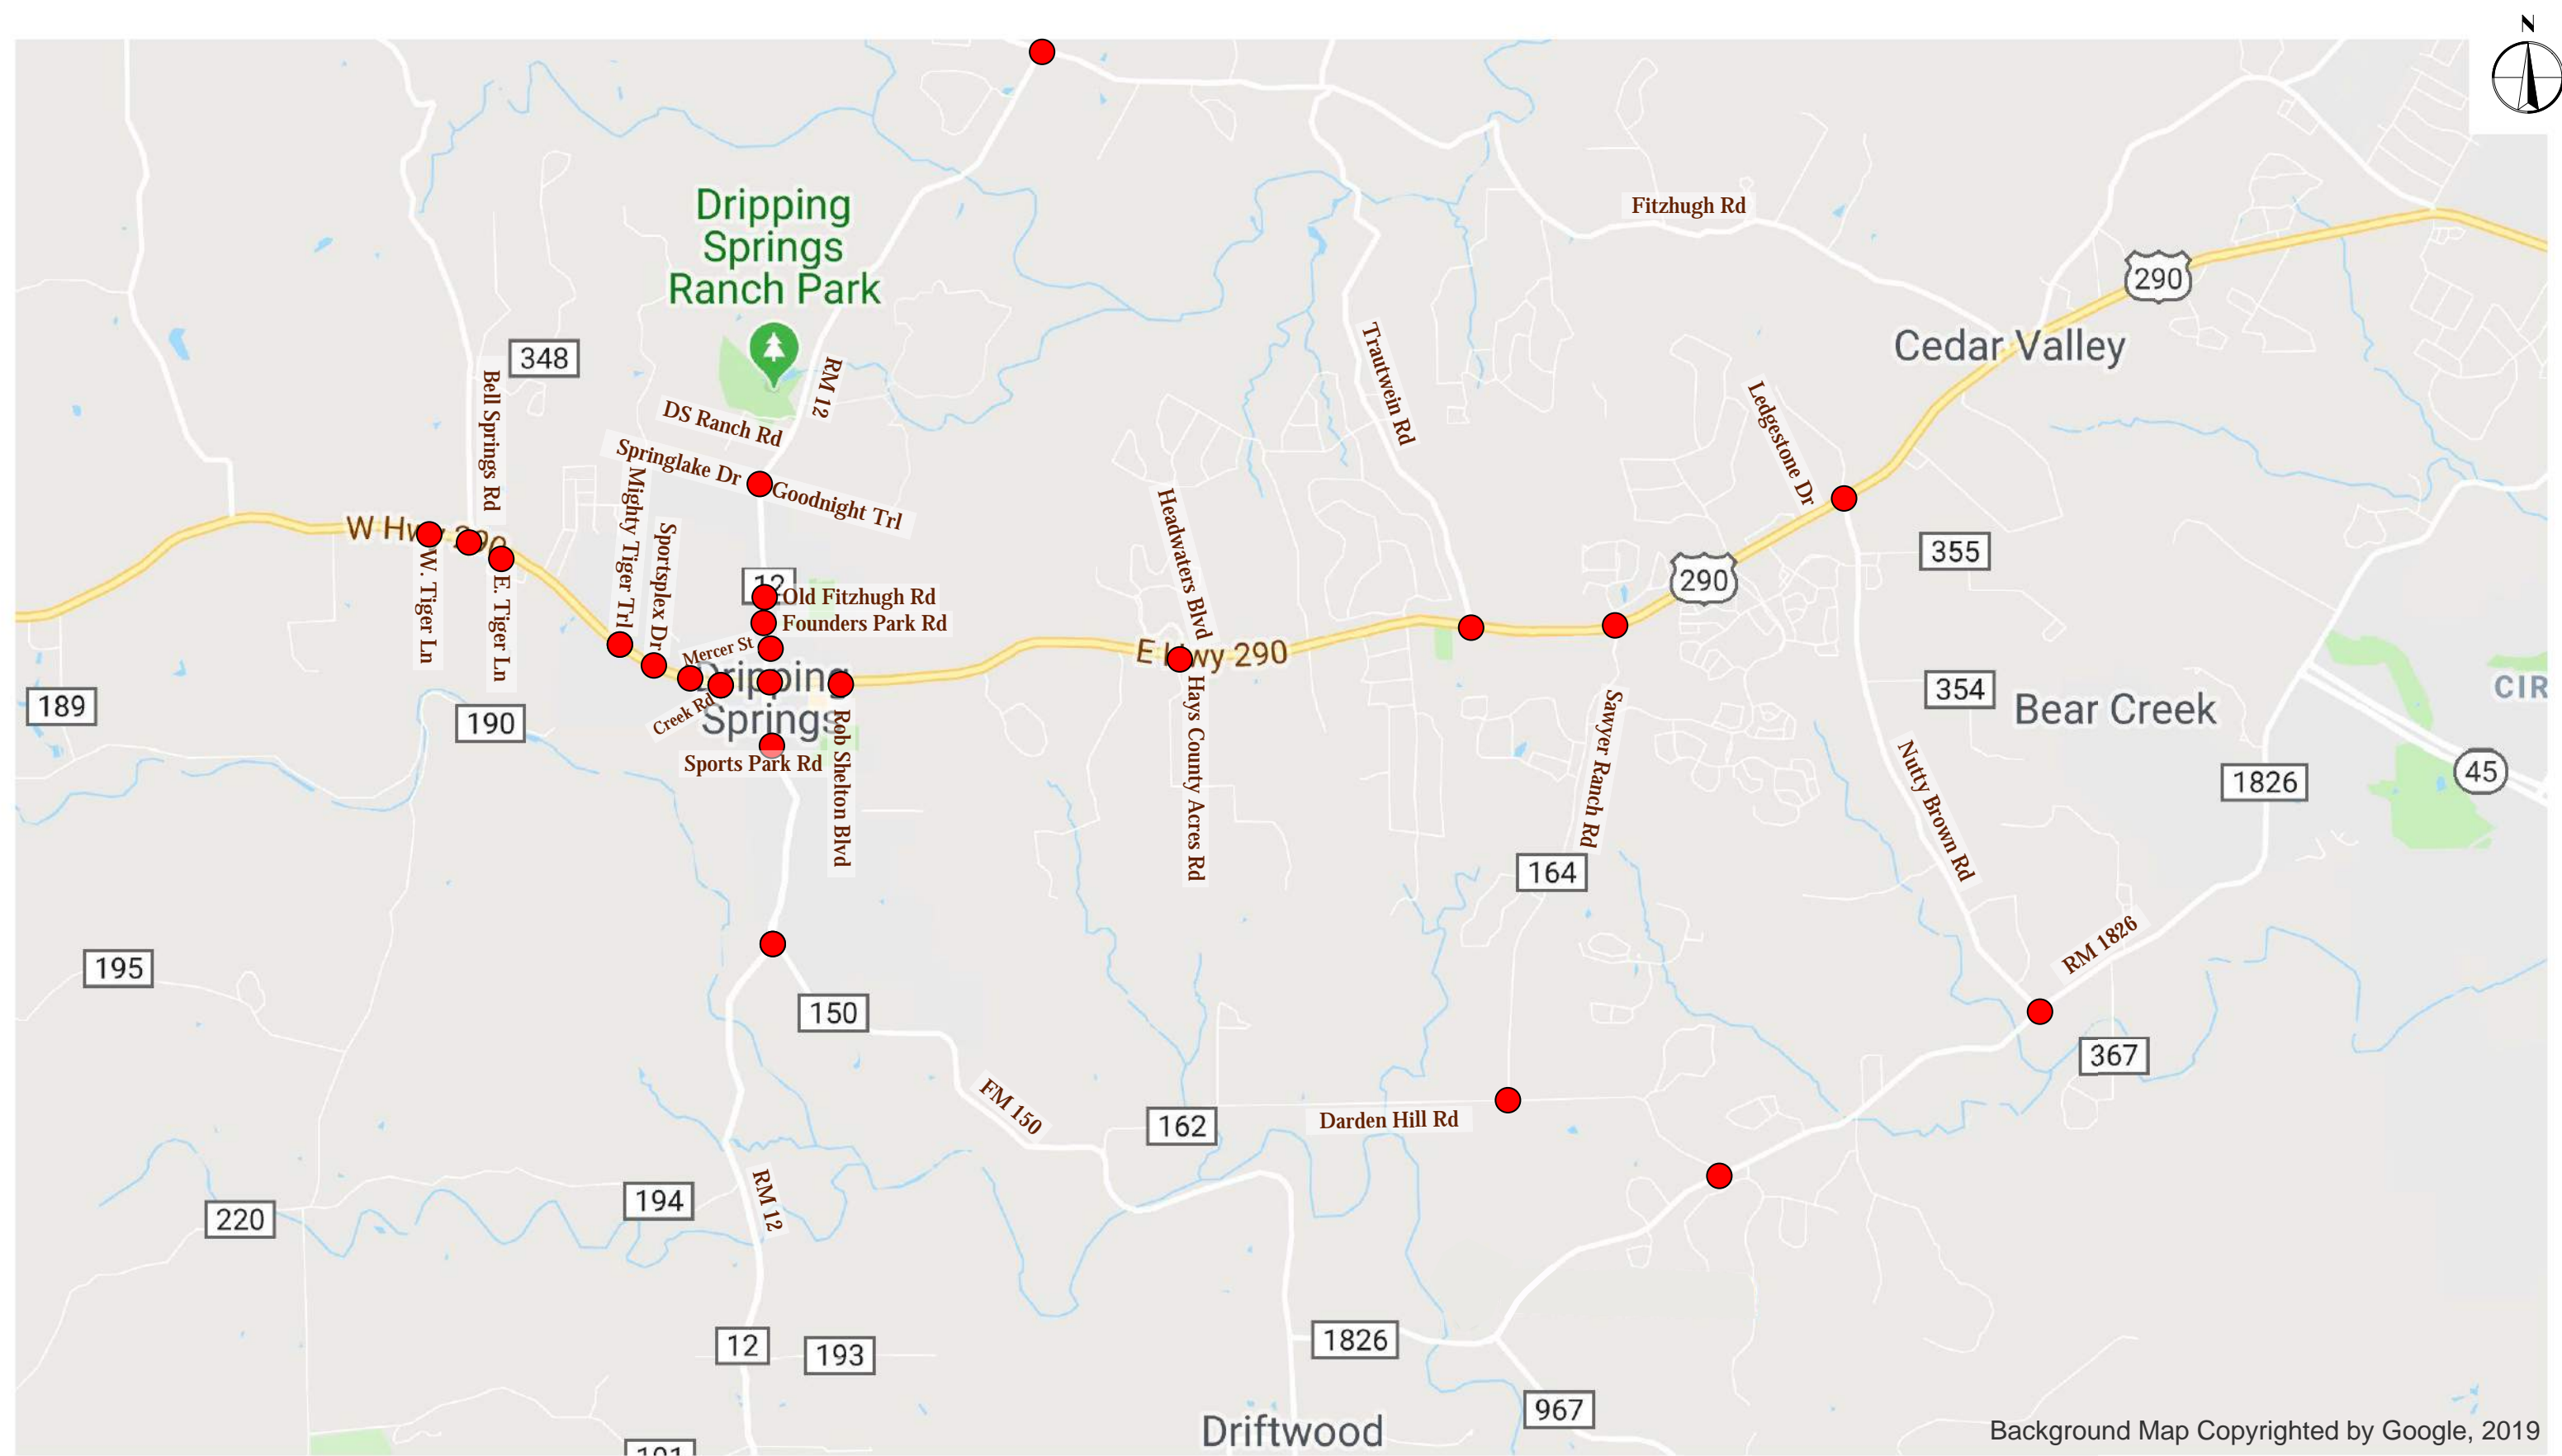 N
Dripping
Springs
Ranch Park
Fitzhugh Rd
290
Cedar Valley
348
Bell Springs Rd
RM 12
DS Ranch Rd
Trautwein Rd
Ledgestone Dr
Springlake Dr
Goodnight Trl
Mighty Tiger Trl
Sportsplex Dr
Headwaters Blvd
W Hwy 290
W. Tiger Ln
E. Tiger Ln
355
290
12
Old Fitzhugh Rd
Founders Park Rd
Mercer St
E Hwy 290
Dripping
Springs
Creek Rd
Sports Park Rd
Rob Shelton Blvd
Hays County Acres Rd
Sawyer Ranch Rd
189
190
354
Bear Creek
CIR
45
1826
Nutty Brown Rd
164
RM 1826
195
150
367
FM 150
162
Darden Hill Rd
RM 12
194
220
12
193
1826
967
Driftwood
Background Map Copyrighted by Google, 2019